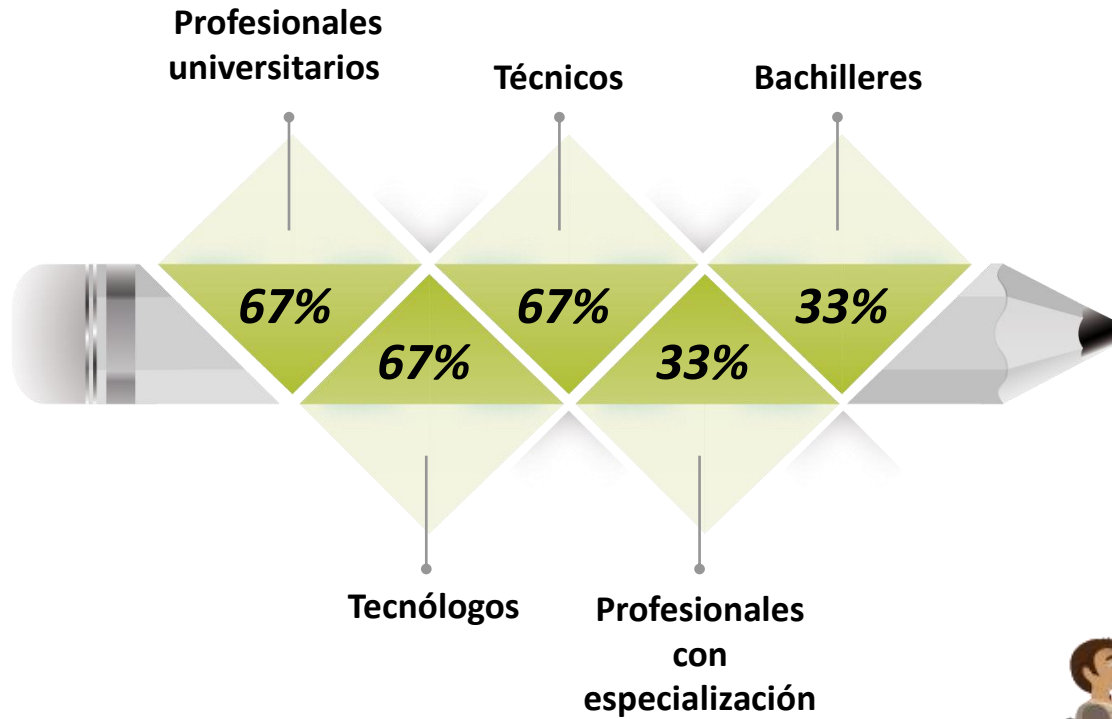 Profesionales
universitarios
Técnicos
Bachilleres
67%
67%
67%
33%
33%
Tecnólogos
Profesionales
con
especialización